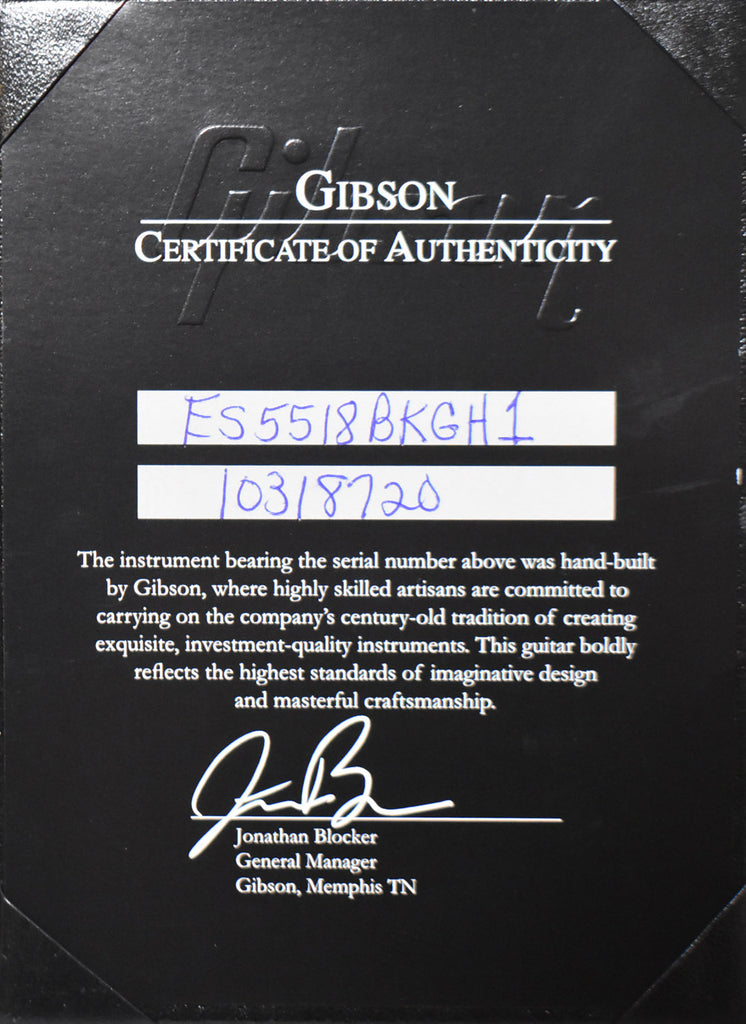 Gibson
GIBSON
CERTIFICATE OF AUTHENTICITY
ES5518BKGH1
10318720
The instrument bearing the serial number above was hand-built
by Gibson, where highly skilled artisans are committed to
carrying on the company's century-old tradition of creating
exquisite, investment-quality instruments. This guitar boldly
reflects the highest standards of imaginative design
and masterful craftsmanship.
Jonathan Blocker
General Manager
Gibson, Memphis TN